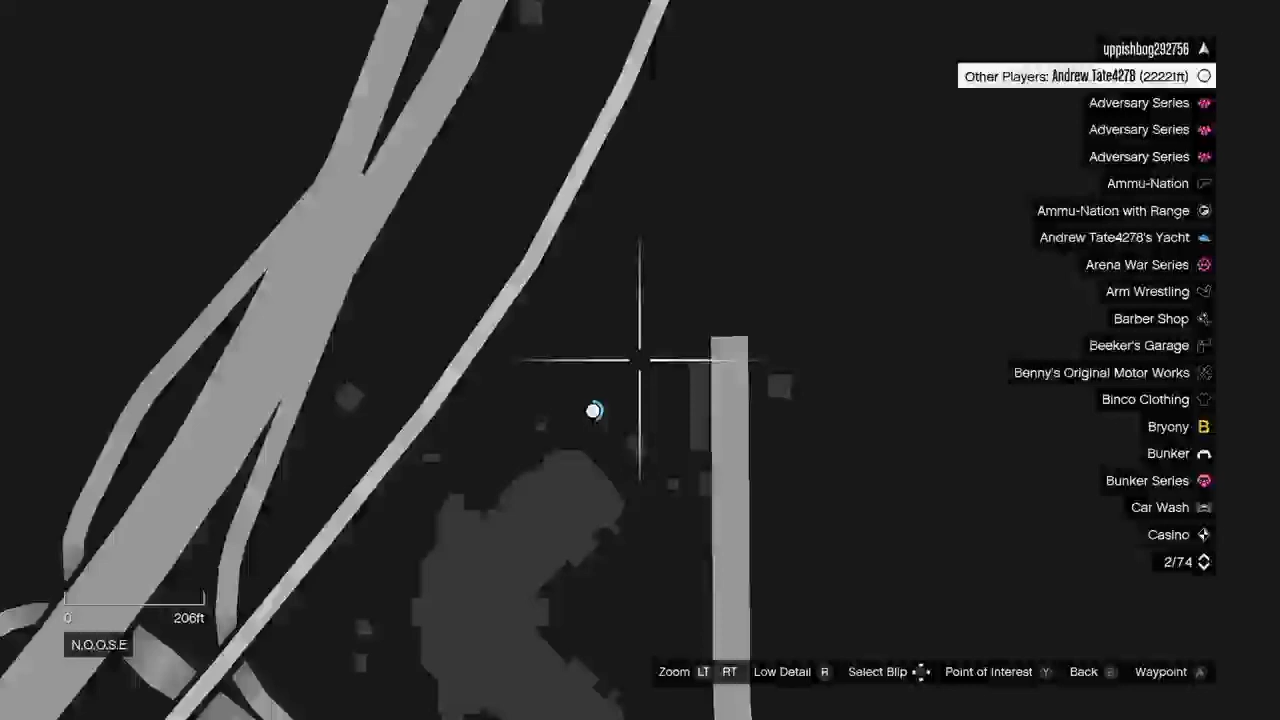 uppishbog292756
Other Players: Andrew Tate4278 (22221ft)
Adversary Series
Adversary Series
Adversary Series
Ammu-Nation
Ammu-Nation with Range
Andrew Tate4278's Yacht
Arena War Series
Arm Wrestling
Barber Shop
Beeker's Garage
Benny's Original Motor Works
Binco Clothing
Bryony B
Bunker
Bunker Series
Car Wash
Casino
2/74
0 206ft
N.O.O.S.E
Zoom LT RT Low Detail R Select Blip Point of Interest Y Back B Waypoint A